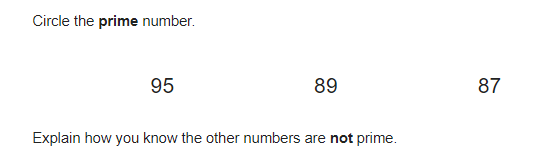 Circle the prime number.
95 89 87
Explain how you know the other numbers are not prime.